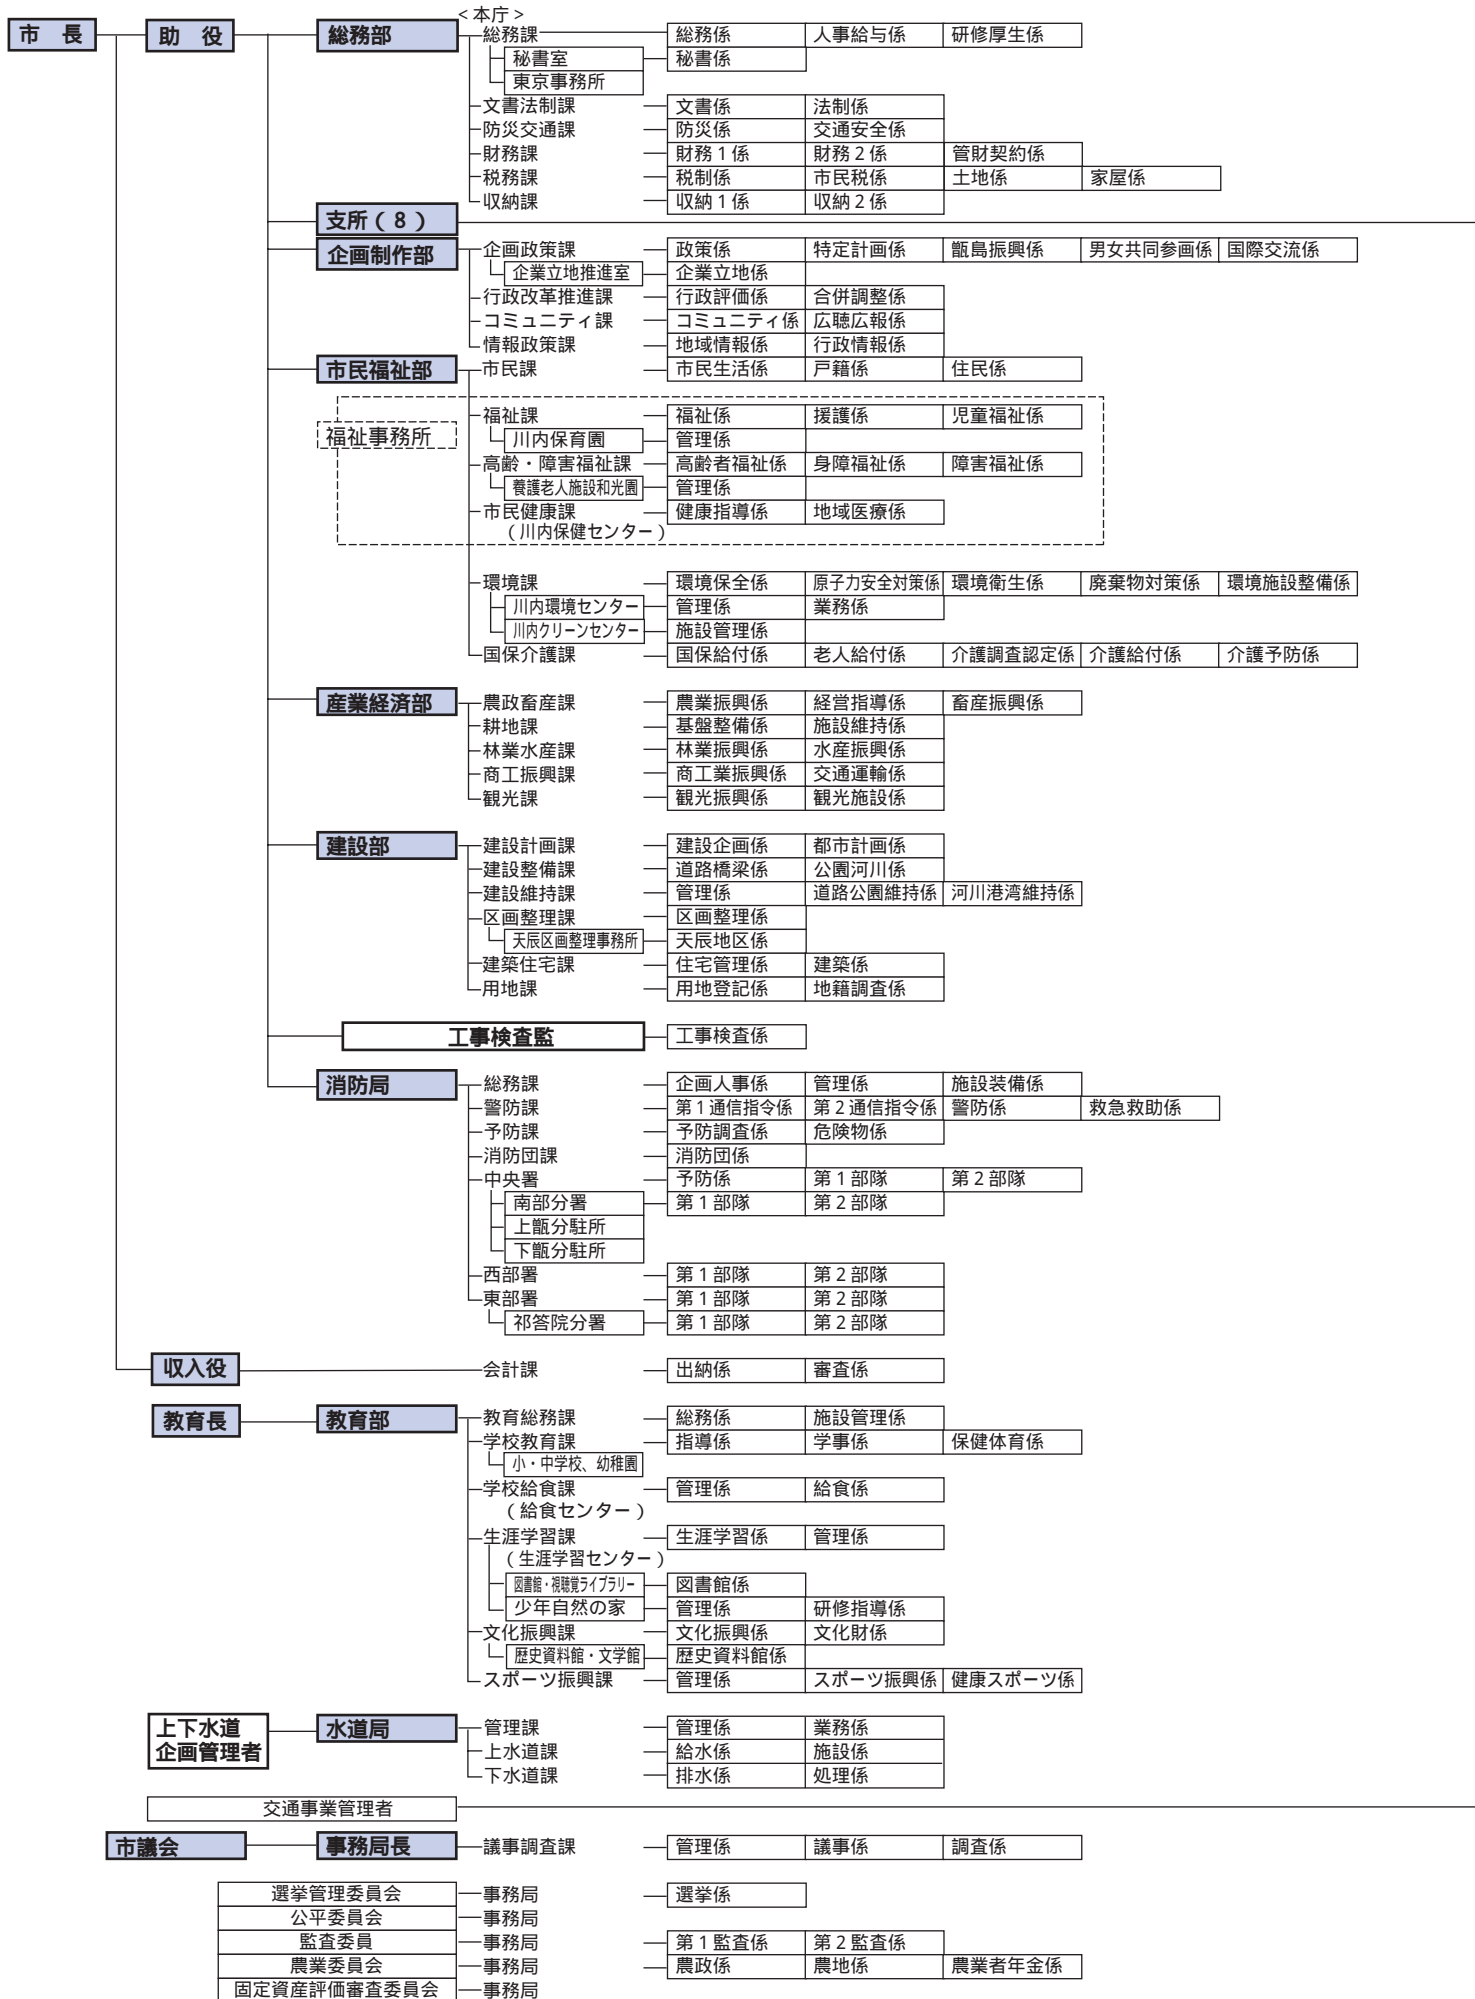 <本庁>
市　長　助　役　総務部　総務課　総務係　人事給与係　研修厚生係
秘書室　秘書係
東京事務所
文書法制課　文書係　法制係
防災交通課　防災係　交通安全係
財務課　財務１係　財務２係　管財契約係
税務課　税制係　市民税係　土地係　家屋係
収納課　収納１係　収納２係
支所（８）
企画制作部　企画政策課　政策係　特定計画係　甑島振興係　男女共同参画係　国際交流係
企業立地推進室　企業立地係
行政改革推進課　行政評価係　合併調整係
コミュニティ課　コミュニティ係　広聴広報係
情報政策課　地域情報係　行政情報係
市民福祉部　市民課　市民生活係　戸籍係　住民係
福祉課　福祉係　援護係　児童福祉係
福祉事務所　川内保育園　管理係
高齢・障害福祉課　高齢者福祉係　身障福祉係　障害福祉係
養護老人施設和光園　管理係
市民健康課　健康指導係　地域医療係
（川内保健センター）
環境課　環境保全係　原子力安全対策係　環境衛生係　廃棄物対策係　環境施設整備係
川内環境センター　管理係　業務係
川内クリーンセンター　施設管理係
国保介護課　国保給付係　老人給付係　介護調査認定係　介護給付係　介護予防係
産業経済部　農政畜産課　農業振興係　経営指導係　畜産振興係
耕地課　基盤整備係　施設維持係
林業水産課　林業振興係　水産振興係
商工振興課　商工業振興係　交通運輸係
観光課　観光振興係　観光施設係
建設部　建設計画課　建設企画係　都市計画係
建設整備課　道路橋梁係　公園河川係
建設維持課　管理係　道路公園維持係　河川港湾維持係
区画整理課　区画整理係
天辰区画整理事務所　天辰地区係
建築住宅課　住宅管理係　建築係
用地課　用地登記係　地籍調査係
工事検査監　工事検査係
消防局　総務課　企画人事係　管理係　施設装備係
警防課　第１通信指令係　第２通信指令係　警防係　救急救助係
予防課　予防調査係　危険物係
消防団課　消防団係
中央署　予防係　第１部隊　第２部隊
南部分署　第１部隊　第２部隊
上甑分駐所
下甑分駐所
西部署　第１部隊　第２部隊
東部署　第１部隊　第２部隊
祁答院分署　第１部隊　第２部隊
収入役　会計課　出納係　審査係
教育長　教育部　教育総務課　総務係　施設管理係
学校教育課　指導係　学事係　保健体育係
小・中学校、幼稚園
学校給食課　管理係　給食係
（給食センター）
生涯学習課　生涯学習係　管理係
（生涯学習センター）
図書館・視聴覚ライブラリー　図書館係
少年自然の家　管理係　研修指導係
文化振興課　文化振興係　文化財係
歴史資料館・文学館　歴史資料館係
スポーツ振興課　管理係　スポーツ振興係　健康スポーツ係
上下水道
企画管理者　水道局　管理課　管理係　業務係
上水道課　給水係　施設係
下水道課　排水係　処理係
交通事業管理者
市議会　事務局長　議事調査課　管理係　議事係　調査係
選挙管理委員会　事務局　選挙係
公平委員会　事務局
監査委員　事務局　第１監査係　第２監査係
農業委員会　事務局　農政係　農地係　農業者年金係
固定資産評価審査委員会　事務局